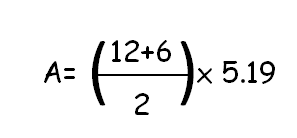 A= (12+6 / 2) x 5.19